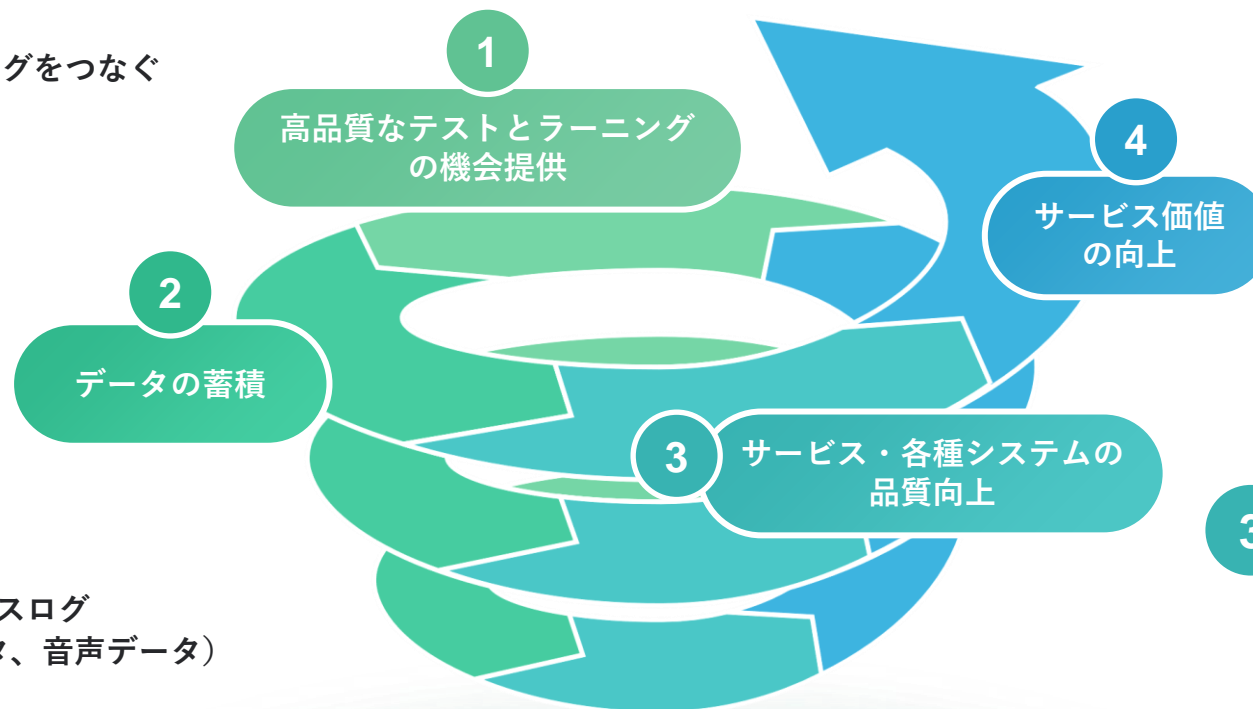 グをつなぐ
1
高品質なテストとラーニング
の機会提供
4
サービス価値
の向上
2
データの蓄積
3
サービス・各種システムの
品質向上
3
スログ
タ、音声データ）